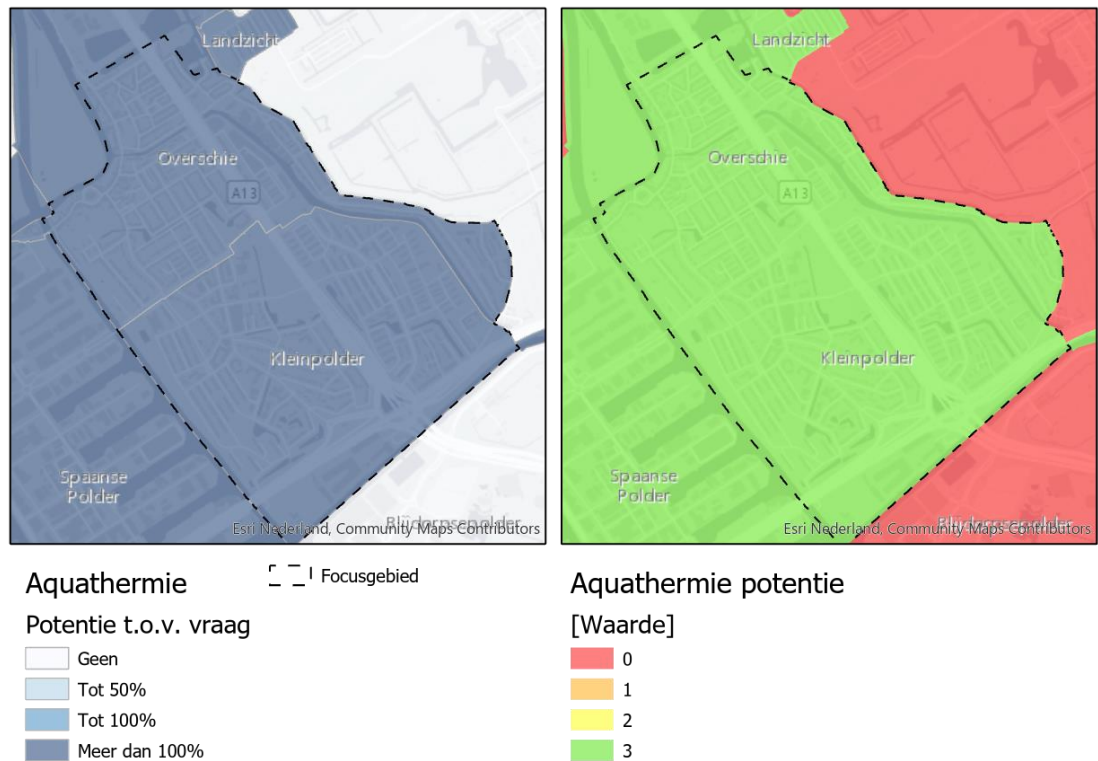 Landzicht
Overschie
A13
Kleinpolder
Spaanse
Polder
Esri Nederland, Community Maps Contributors
Landzicht
Overschie
A13
Kleinpolder
Spaanse
Polder
Esri Nederland, Community Maps Contributors
Aquathermie
Focusgebied
Potentie t.o.v. vraag
Geen
Tot 50%
Tot 100%
Meer dan 100%
Aquathermie potentie
[Waarde]
0
1
2
3